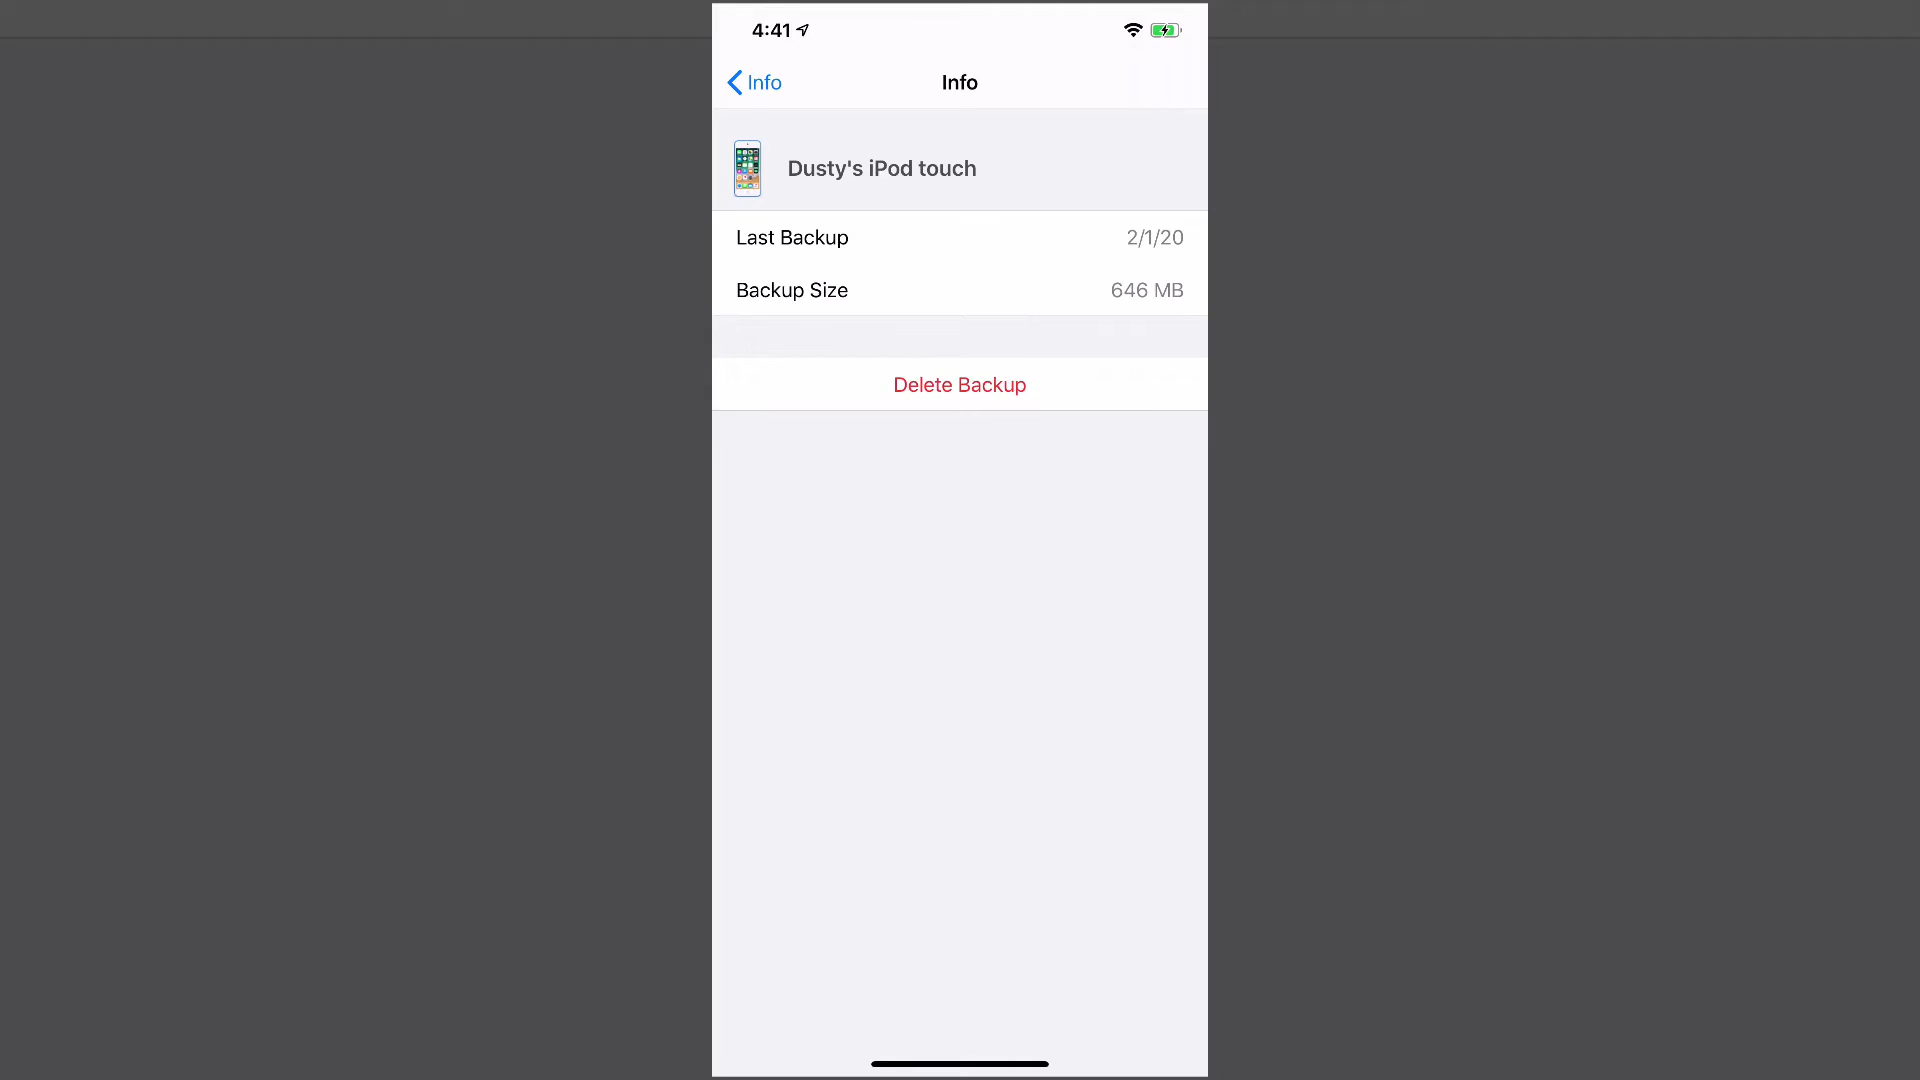 4:41
Info
Info
Dusty's iPod touch
Last Backup 2/1/20
Backup Size 646 MB
Delete Backup